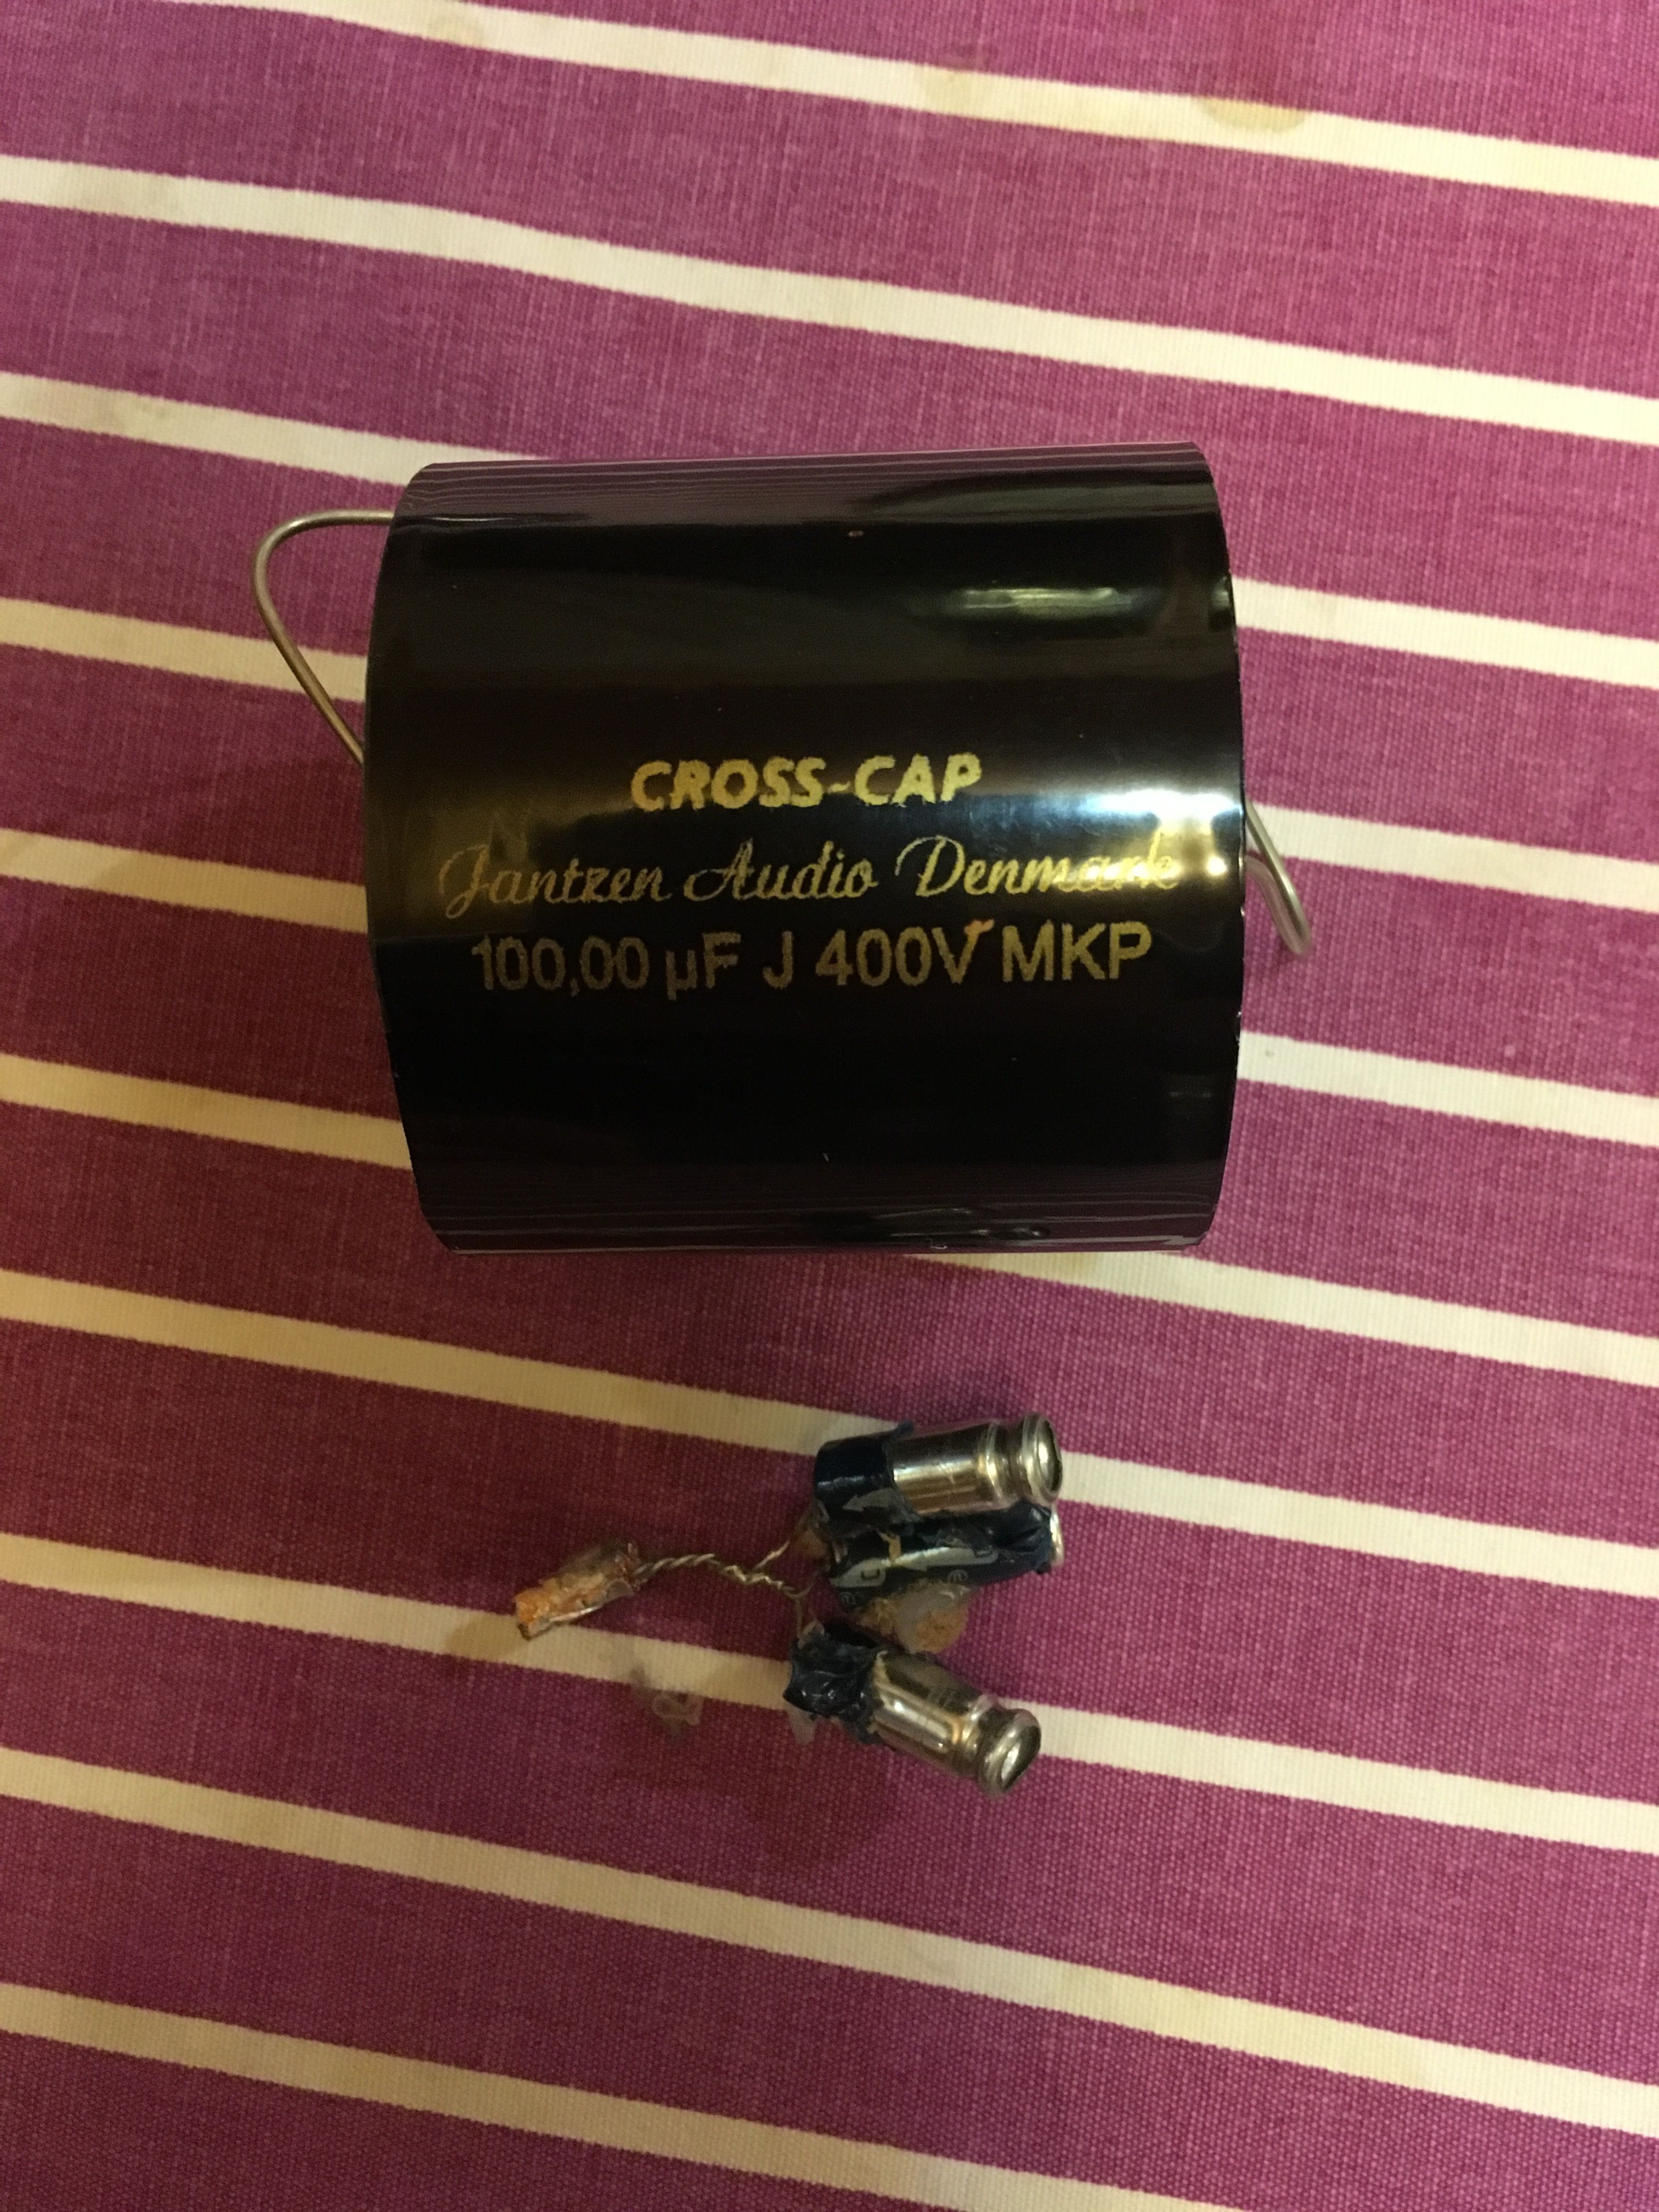 CROSS-CAP
Jantzen Audio Denmark
100,00 µF J 400V MKP